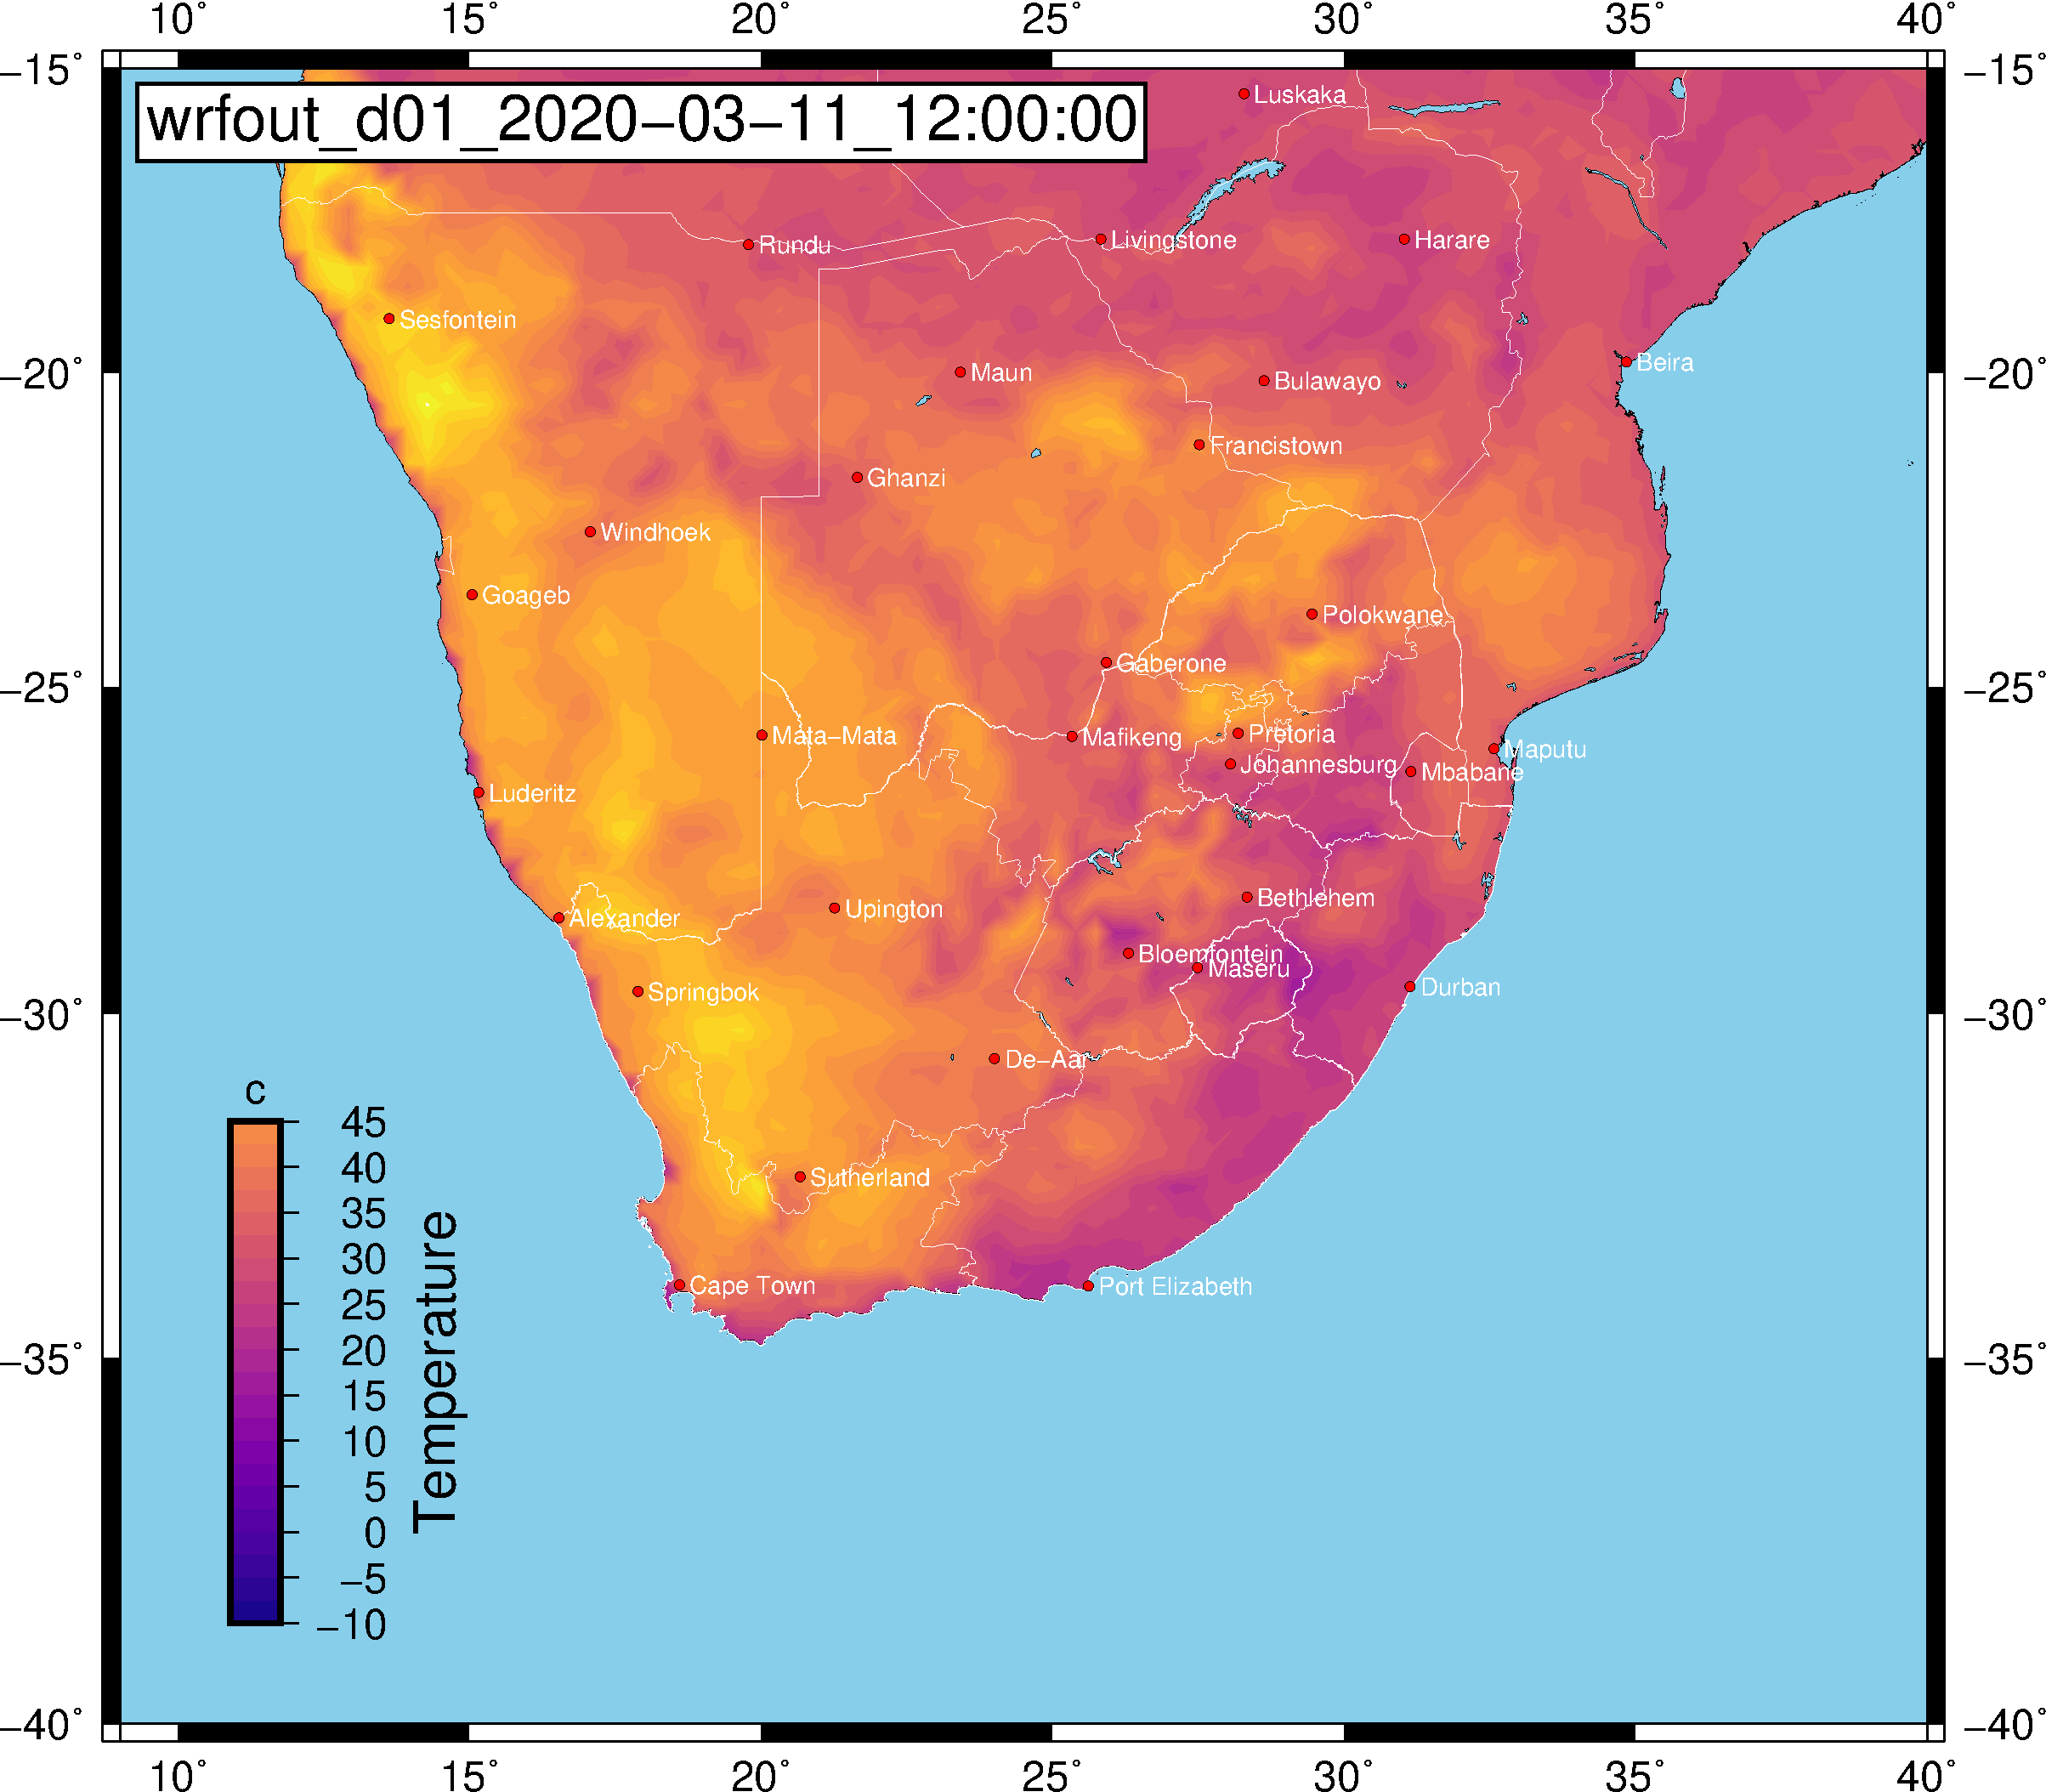 10° 15° 20° 25° 30° 35° 40°
−15° −15°
wrfout_d01_2020−03−11_12:00:00
Luskaka
Rundu
Livingstone
Harare
Sesfontein
Beira
−20° −20°
Maun
Bulawayo
Francistown
Ghanzi
Windhoek
Goageb
Polokwane
Gaberone
−25° −25°
Mata−Mata
Mafikeng
Pretoria
Maputu
Johannesburg
Mbabane
Luderitz
Bethlehem
Upington
Alexander
Bloemfontein
Maseru
Durban
Springbok
−30° −30°
De−Aar
Sutherland
Cape Town
Port Elizabeth
−35° −35°
c
45
40
35
30
25
20
15
10
5
0
−5
−10
Temperature
−40° −40°
10° 15° 20° 25° 30° 35° 40°